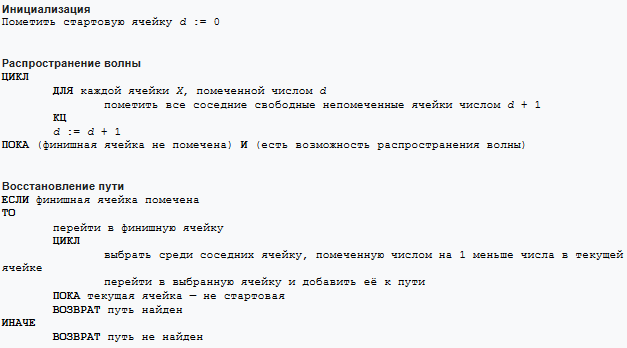 Инициализация
Пометить стартовую ячейку d := 0
Распространение волны
ЦИКЛ
ДЛЯ каждой ячейки X, помеченной числом d
пометить все соседние свободные непомеченные ячейки числом d + 1
КЦ
d := d + 1
ПОКА (финишная ячейка не помечена) И (есть возможность распространения волны)
Восстановление пути
ЕСЛИ финишная ячейка помечена
ТО
перейти в финишную ячейку
ЦИКЛ
выбрать среди соседних ячейку, помеченную числом на 1 меньше числа в текущей
ячейке
перейти в выбранную ячейку и добавить её к пути
ПОКА текущая ячейка — не стартовая
ВОЗВРАТ путь найден
ИНАЧЕ
ВОЗВРАТ путь не найден